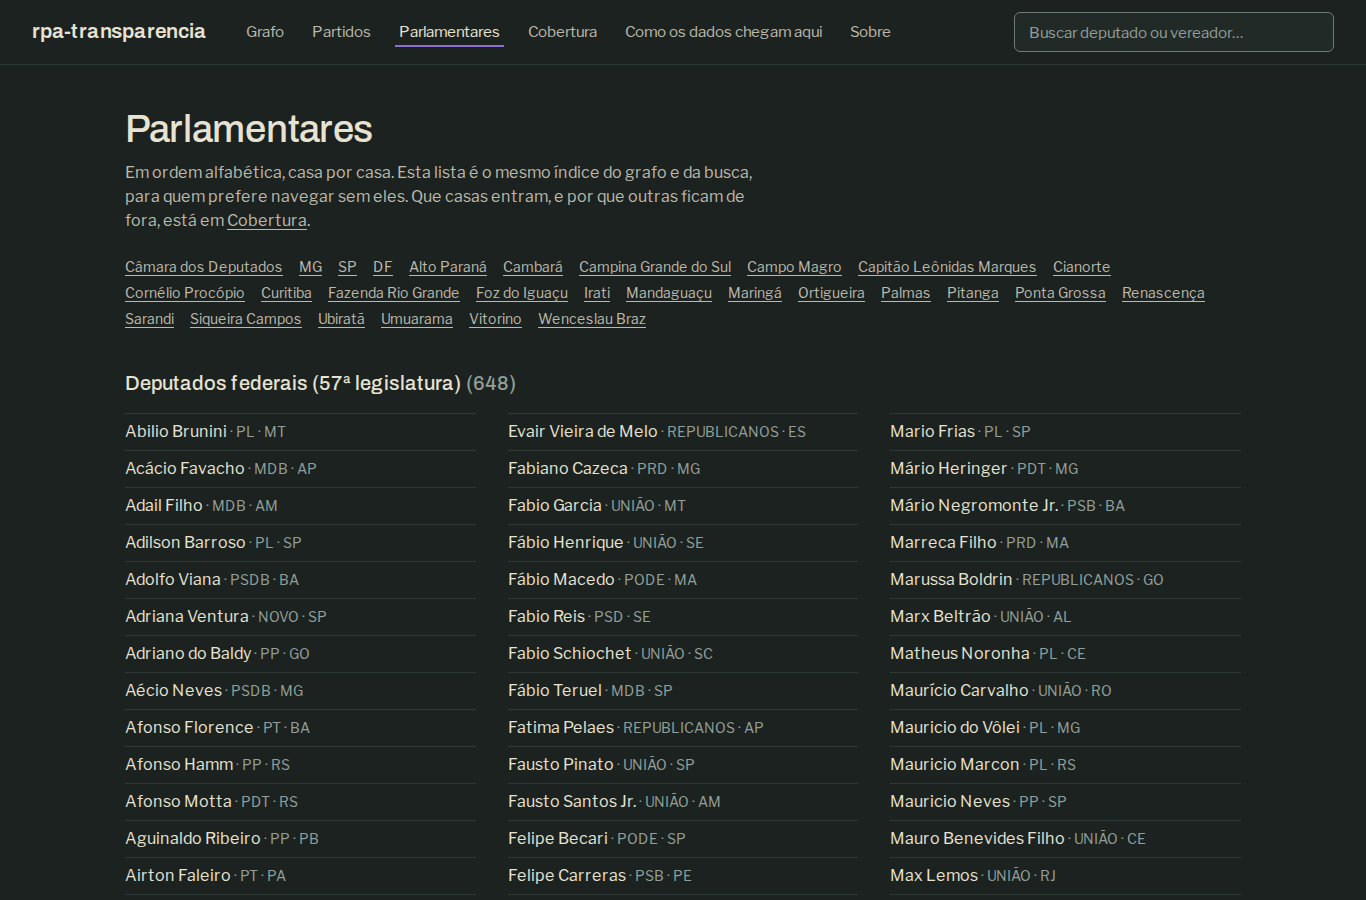 rpa-transparencia
Grafo
Partidos
Parlamentares
Cobertura
Como os dados chegam aqui
Sobre
Buscar deputado ou vereador...
Parlamentares
Em ordem alfabética, casa por casa. Esta lista é o mesmo índice do grafo e da busca,
para quem prefere navegar sem eles. Que casas entram, e por que outras ficam de
fora, está em Cobertura.
Câmara dos Deputados MG SP DF Alto Paraná Cambará Campina Grande do Sul Campo Magro Capitão Leônidas Marques Cianorte
Cornélio Procópio Curitiba Fazenda Rio Grande Foz do Iguaçu Irati Mandaguaçu Maringá Ortigueira Palmas Pitanga Ponta Grossa Renascença
Sarandi Siqueira Campos Ubiratã Umuarama Vitorino Wenceslau Braz
Deputados federais (57ª legislatura) (648)
Abilio Brunini · PL · MT
Acácio Favacho · MDB · AP
Adail Filho · MDB · AM
Adilson Barroso · PL · SP
Adolfo Viana · PSDB · BA
Adriana Ventura · NOVO · SP
Adriano do Baldy · PP · GO
Aécio Neves · PSDB · MG
Afonso Florence · PT · BA
Afonso Hamm · PP · RS
Afonso Motta · PDT · RS
Aguinaldo Ribeiro · PP · PB
Airton Faleiro · PT · PA
Evair Vieira de Melo · REPUBLICANOS · ES
Fabiano Cazeca · PRD · MG
Fabio Garcia · UNIÃO · MT
Fábio Henrique · UNIÃO · SE
Fábio Macedo · PODE · MA
Fabio Reis · PSD · SE
Fabio Schiochet · UNIÃO · SC
Fábio Teruel · MDB · SP
Fatima Pelaes · REPUBLICANOS · AP
Fausto Pinato · UNIÃO · SP
Fausto Santos Jr. · UNIÃO · AM
Felipe Becari · PODE · SP
Felipe Carreras · PSB · PE
Mario Frias · PL · SP
Mário Heringer · PDT · MG
Mário Negromonte Jr. · PSB · BA
Marreca Filho · PRD · MA
Marussa Boldrin · REPUBLICANOS · GO
Marx Beltrão · UNIÃO · AL
Matheus Noronha · PL · CE
Maurício Carvalho · UNIÃO · RO
Mauricio do Vôlei · PL · MG
Mauricio Marcon · PL · RS
Mauricio Neves · PP · SP
Mauro Benevides Filho · UNIÃO · CE
Max Lemos · UNIÃO · RJ